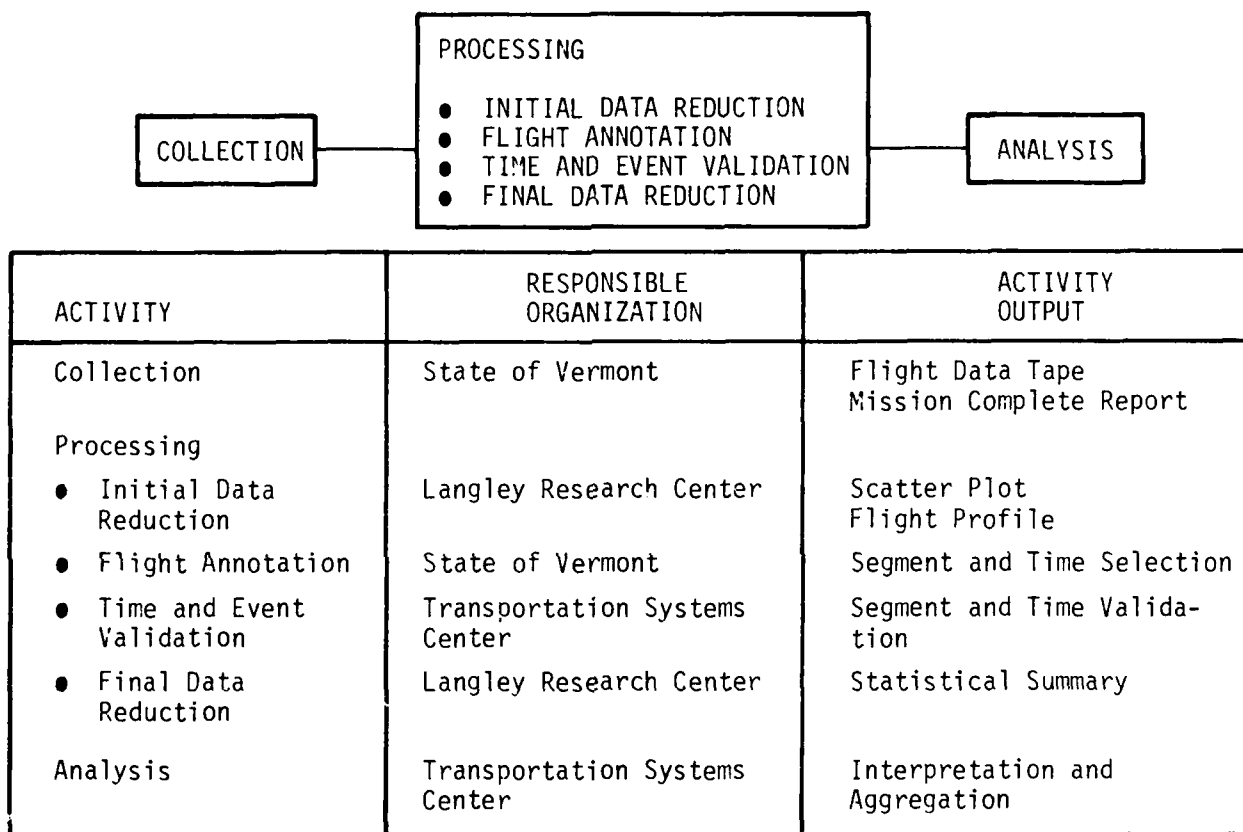 PROCESSING
● INITIAL DATA REDUCTION
● FLIGHT ANNOTATION
● TIME AND EVENT VALIDATION
● FINAL DATA REDUCTION
COLLECTION
ANALYSIS
ACTIVITY
RESPONSIBLE
ORGANIZATION
ACTIVITY
OUTPUT
Collection
State of Vermont
Flight Data Tape
Mission Complete Report
Processing
● Initial Data
Reduction
Langley Research Center
Scatter Plot
Flight Profile
● Flight Annotation
State of Vermont
Segment and Time Selection
● Time and Event
Validation
Transportation Systems
Center
Segment and Time Valida-
tion
● Final Data
Reduction
Langley Research Center
Statistical Summary
Analysis
Transportation Systems
Center
Interpretation and
Aggregation